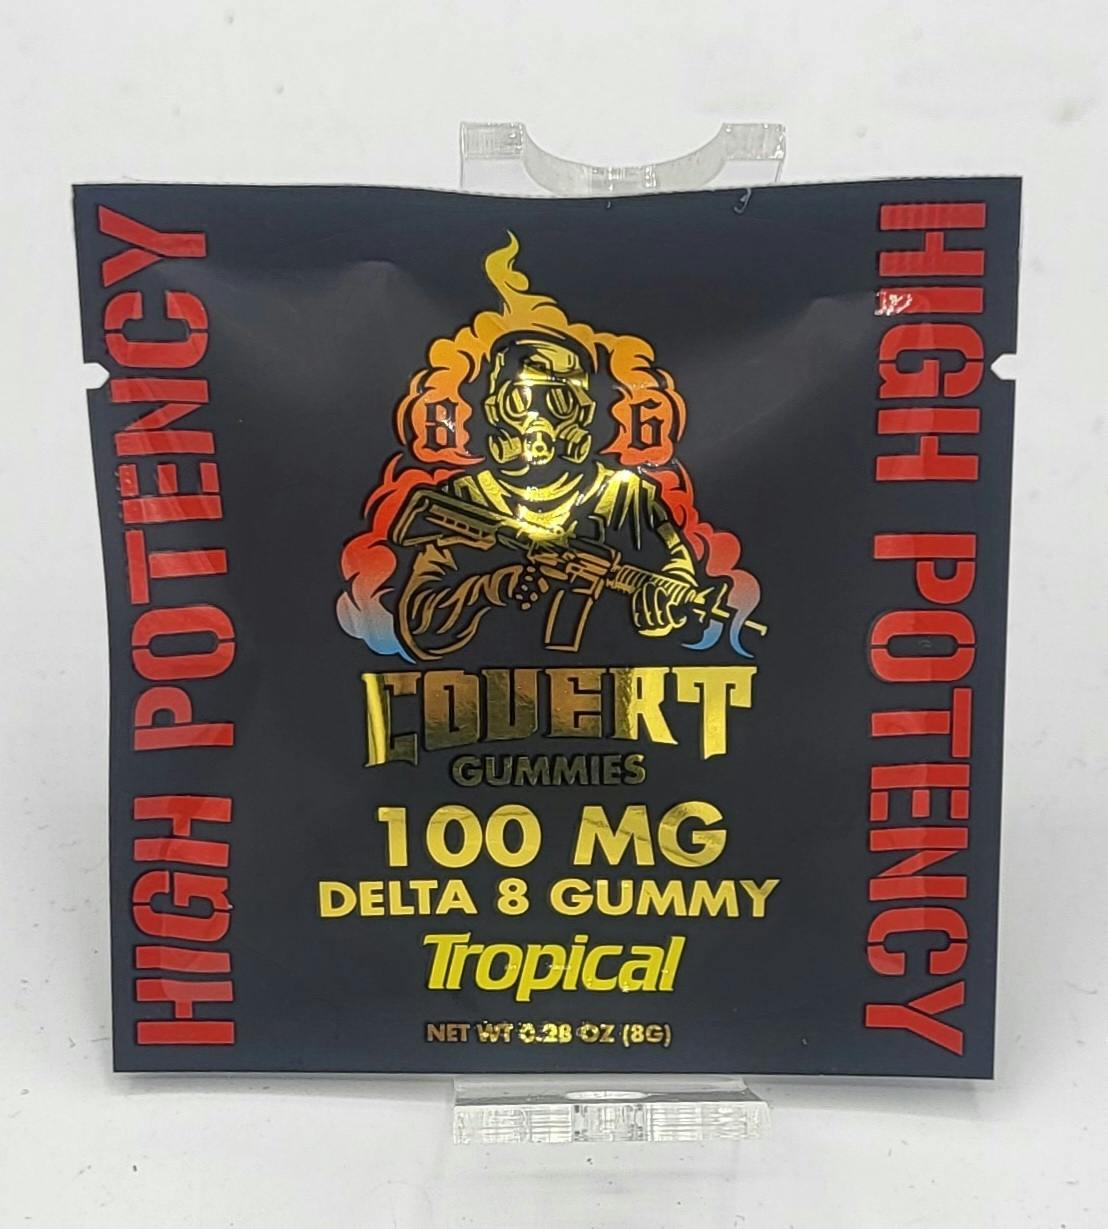 HIGH POTENCY
8 6
COVERT
GUMMIES
100 MG
DELTA 8 GUMMY
Tropical
NET WT 0.28 OZ (8G)
HIGH POTENCY